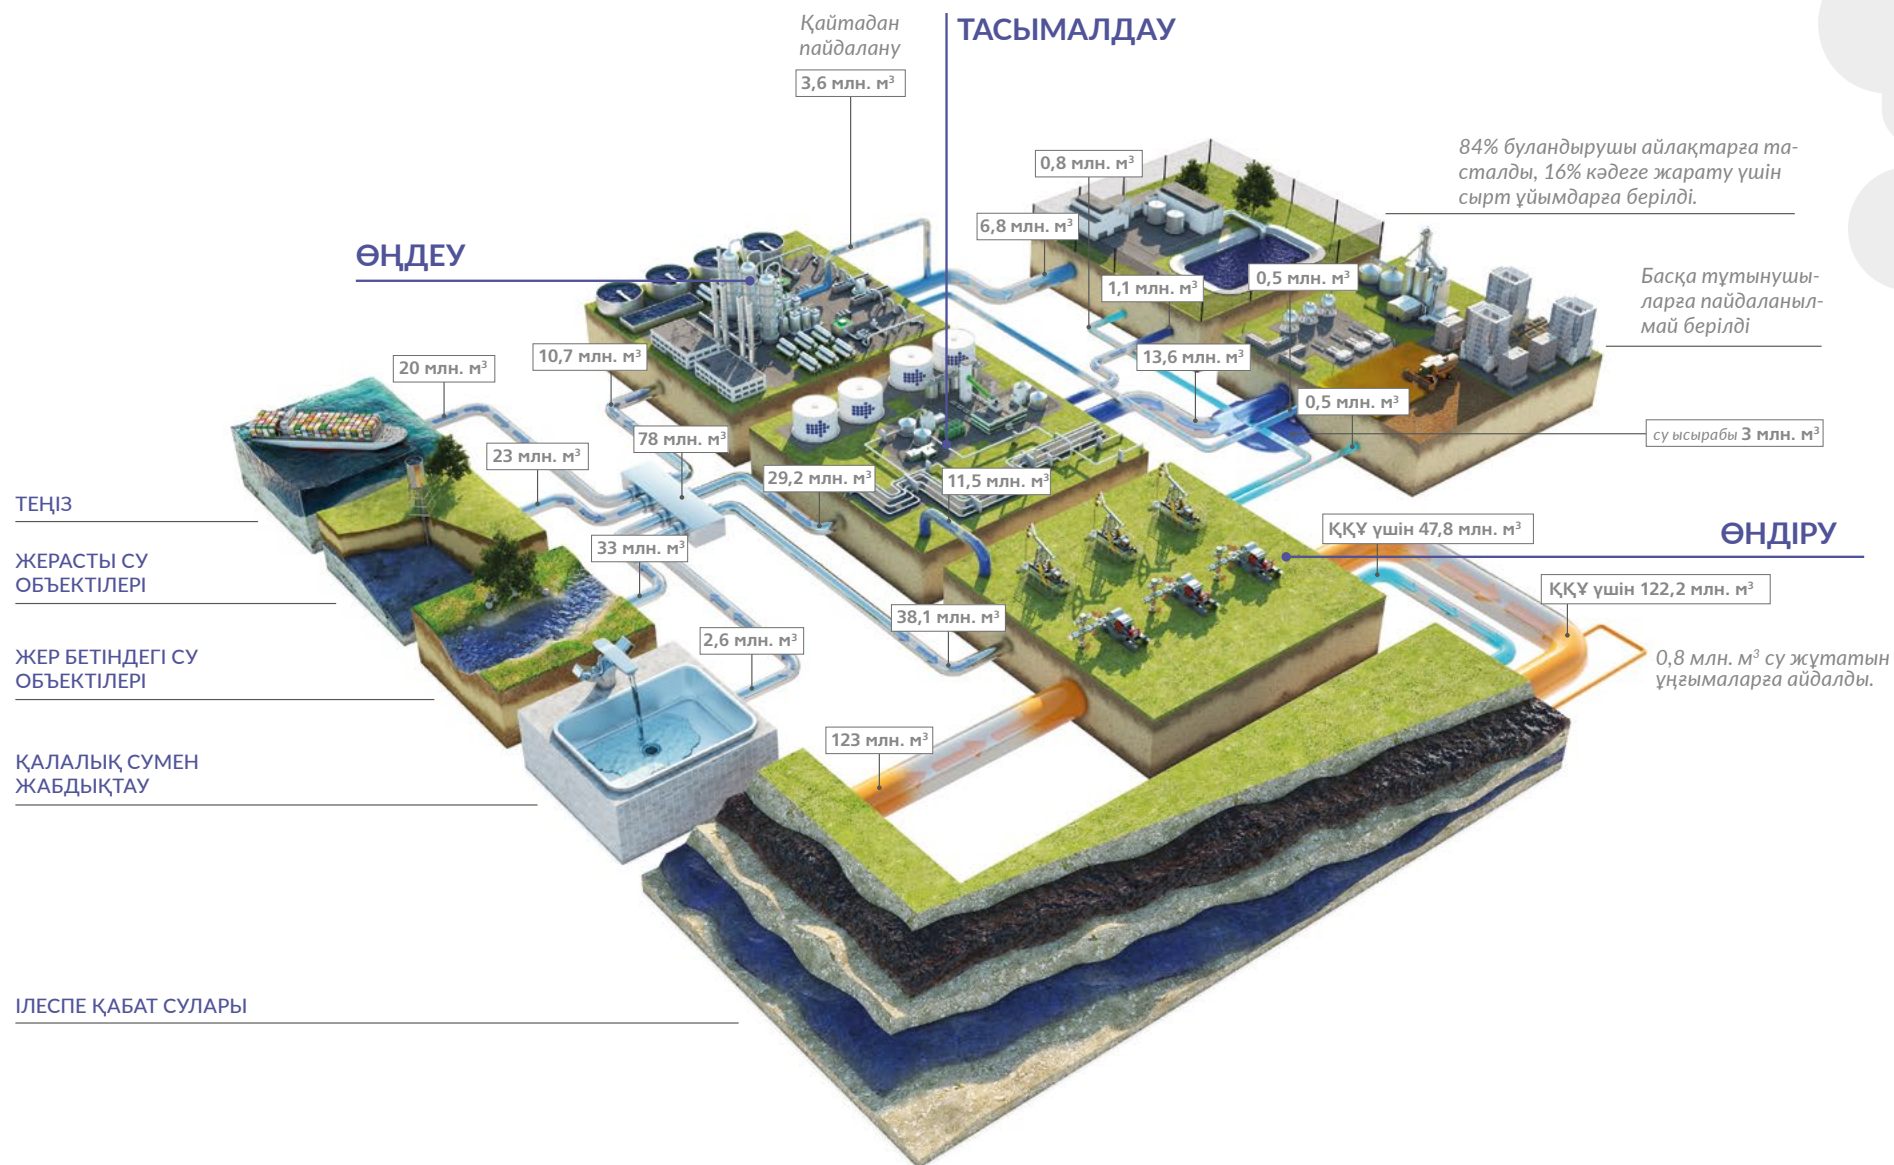 Қайтадан
пайдалану
3,6 млн. м³
ТАСЫМАЛДАУ
0,8 млн. м³
84% буландырушы айлақтарға та-
сталды, 16% кәдеге жарату үшін
сырт ұйымдарға берілді.
6,8 млн. м³
ӨҢДЕУ
1,1 млн. м³
0,5 млн. м³
Басқа тұтынушы-
ларға пайдаланыл-
май берілді
10,7 млн. м³
13,6 млн. м³
20 млн. м³
0,5 млн. м³
су ысырабы 3 млн. м³
78 млн. м³
23 млн. м³
29,2 млн. м³
11,5 млн. м³
ТЕҢІЗ
ҚҚҰ үшін 47,8 млн. м³
ӨНДІРУ
33 млн. м³
ЖЕРАСТЫ СУ
ОБЪЕКТІЛЕРІ
ҚҚҰ үшін 122,2 млн. м³
38,1 млн. м³
2,6 млн. м³
ЖЕР БЕТІНДЕГІ СУ
ОБЪЕКТІЛЕРІ
0,8 млн. м³ су жұтатын
ұңғымаларға айдалды.
123 млн. м³
ҚАЛАЛЫҚ СУМЕН
ЖАБДЫҚТАУ
ІЛЕСПЕ ҚАБАТ СУЛАРЫ